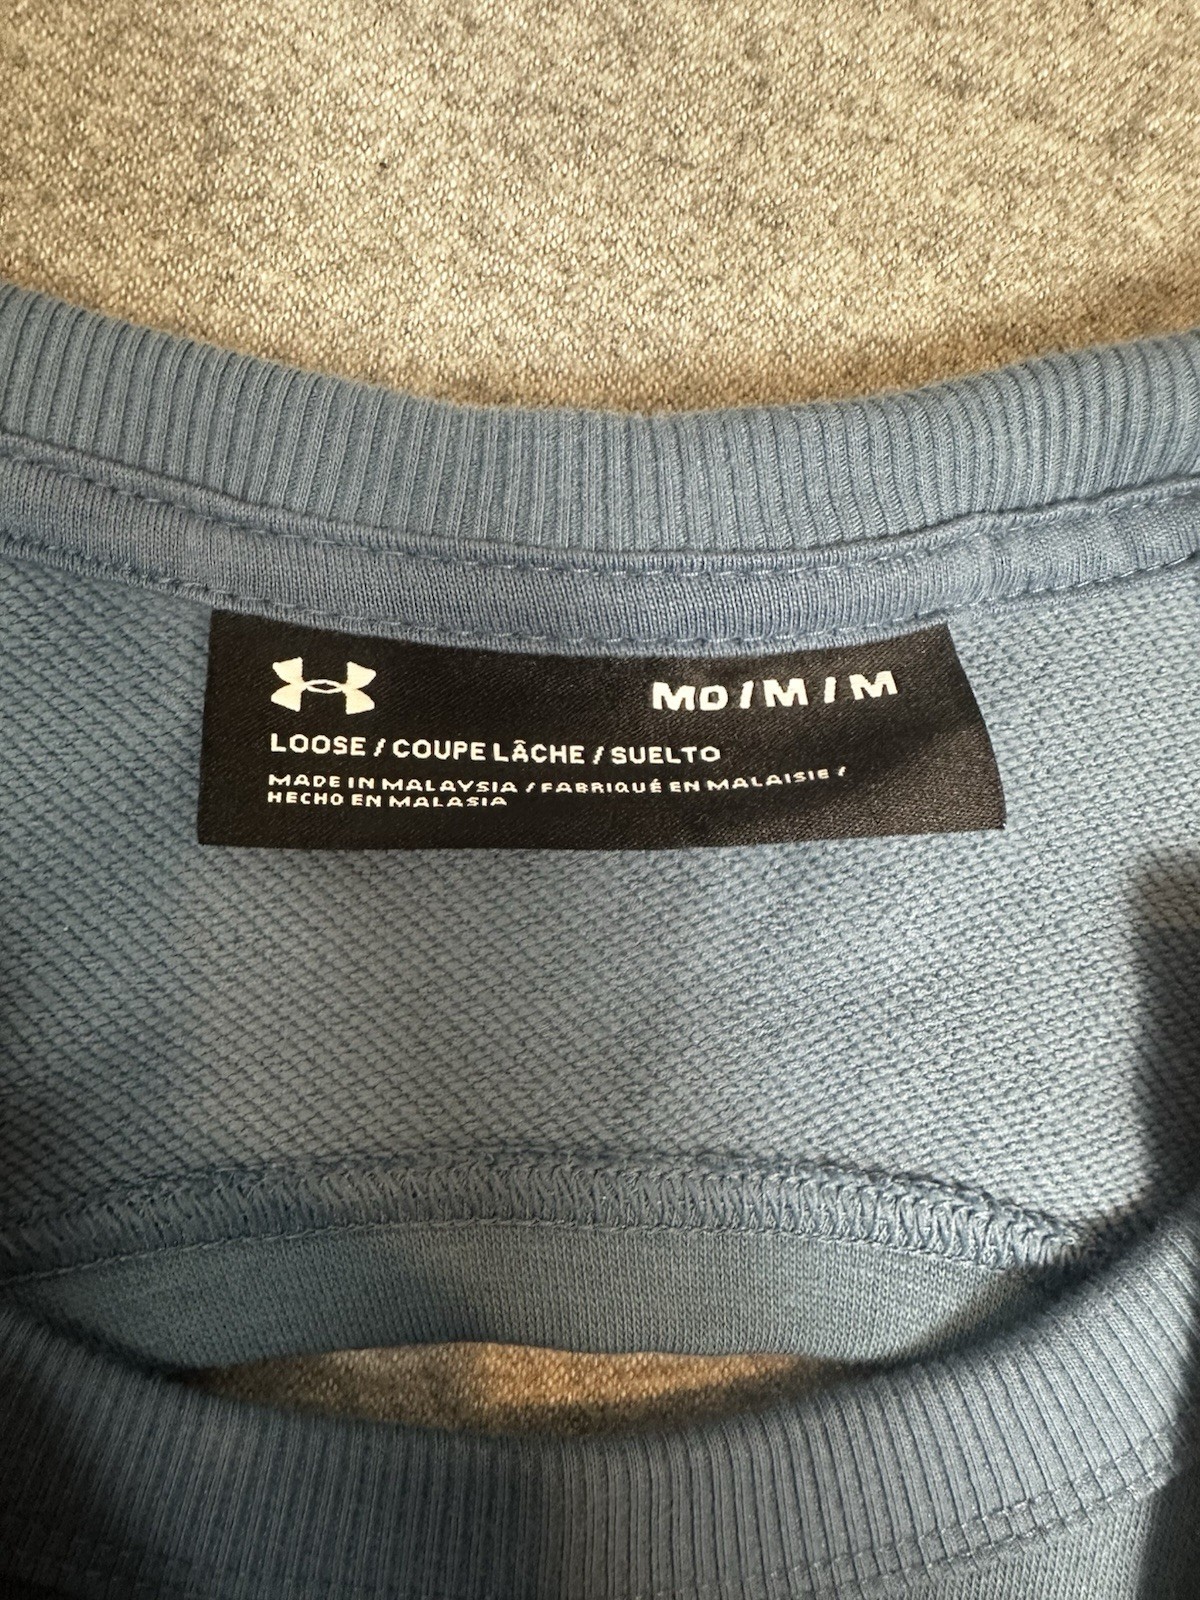 MD / M / M
LOOSE / COUPE LÂCHE / SUELTO
MADE IN MALAYSIA / FABRIQUÉ EN MALAISIE /
HECHO EN MALASIA